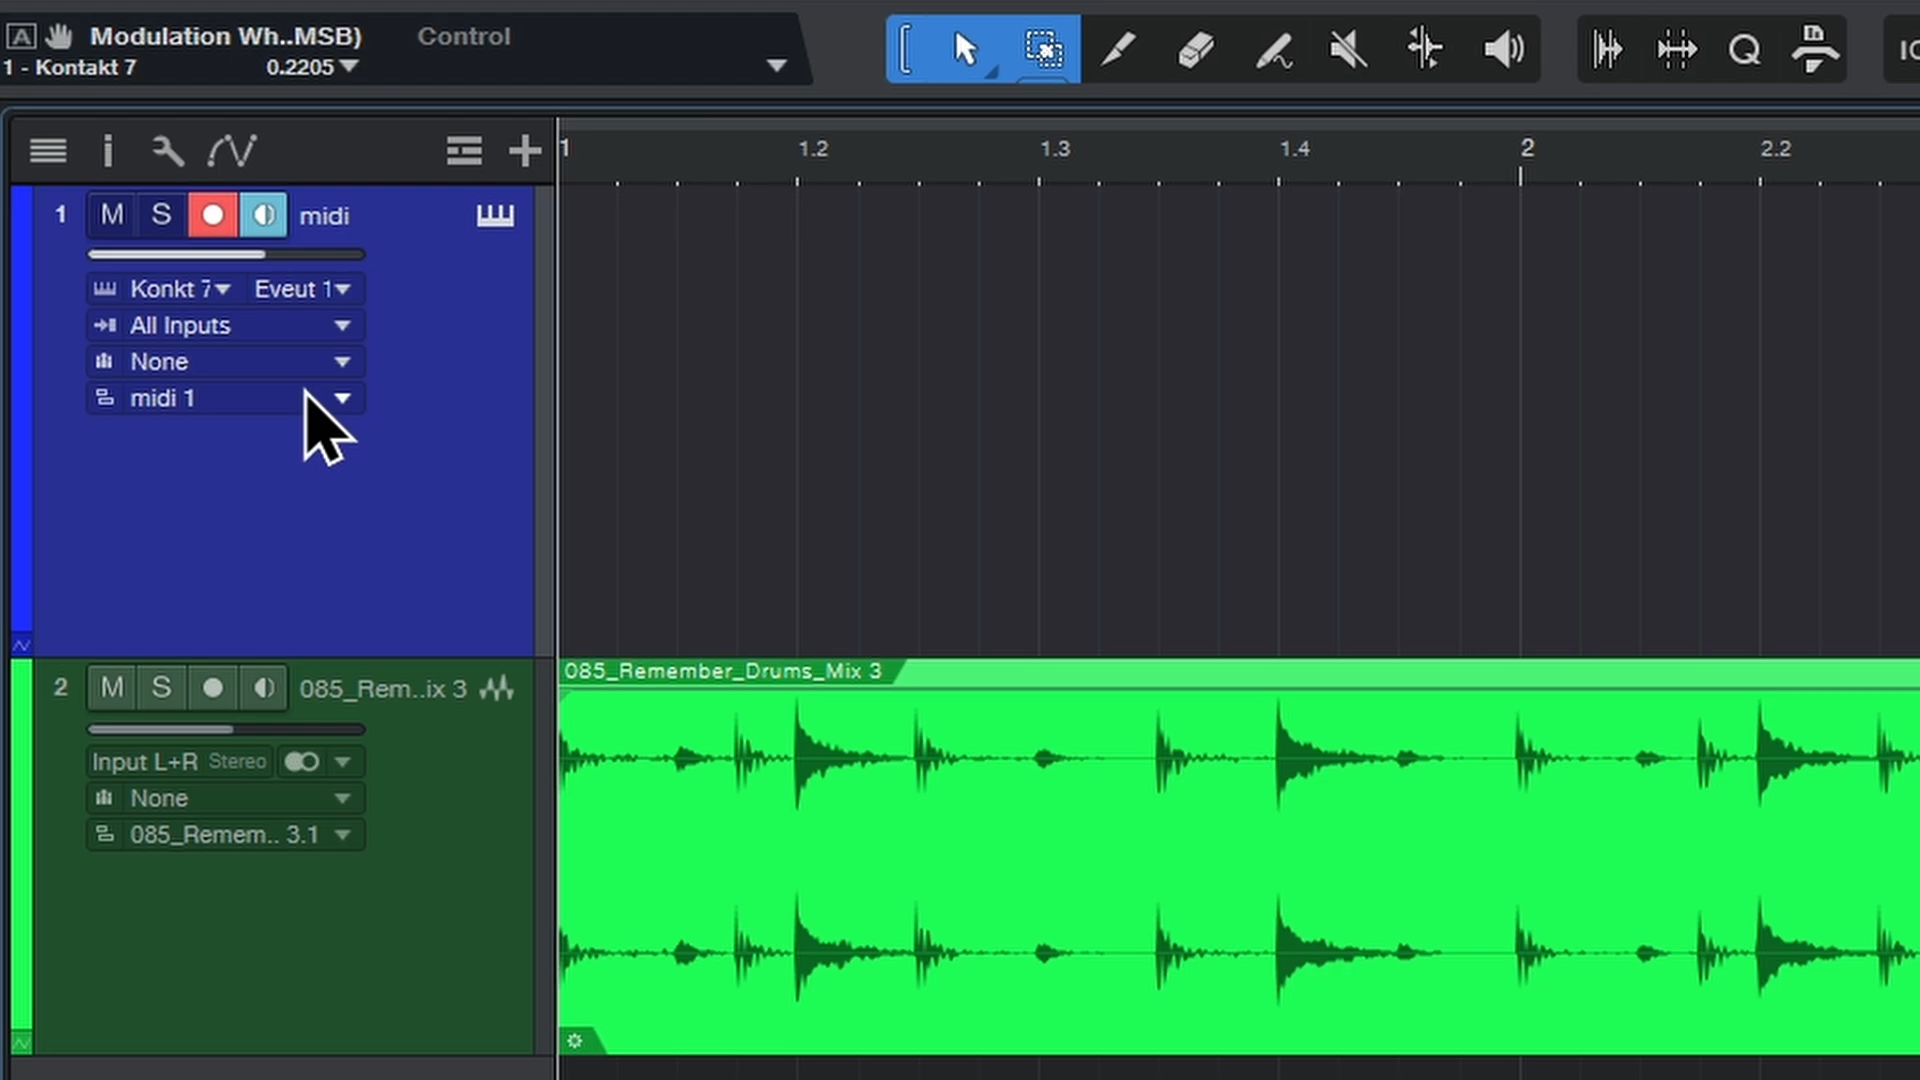 A Modulation Wh..MSB) Control
1 - Kontakt 7 0.2205
Q
1 1.2 1.3 1.4 2 2.2
1 M S midi
Konkt 7 Eveut 1
All Inputs
None
midi 1
2 M S 085_Rem..ix 3
Input L+R Stereo
None
085_Remem.. 3.1
085_Remember_Drums_Mix 3